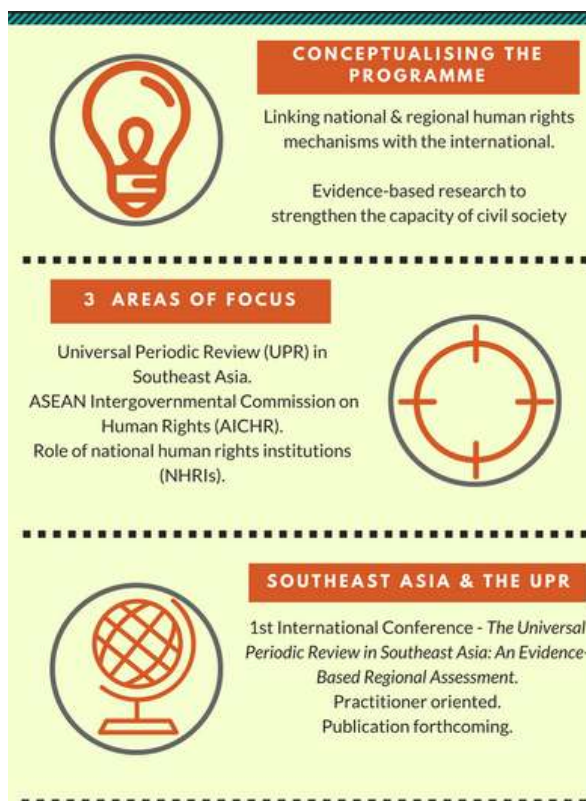 CONCEPTUALISING THE
PROGRAMME
Linking national & regional human rights
mechanisms with the international.
Evidence-based research to
strengthen the capacity of civil society
3 AREAS OF FOCUS
Universal Periodic Review (UPR) in
Southeast Asia.
ASEAN Intergovernmental Commission on
Human Rights (AICHR).
Role of national human rights institutions
(NHRIs).
SOUTHEAST ASIA & THE UPR
1st International Conference - The Universal
Periodic Review in Southeast Asia: An Evidence-
Based Regional Assessment.
Practitioner oriented.
Publication forthcoming.